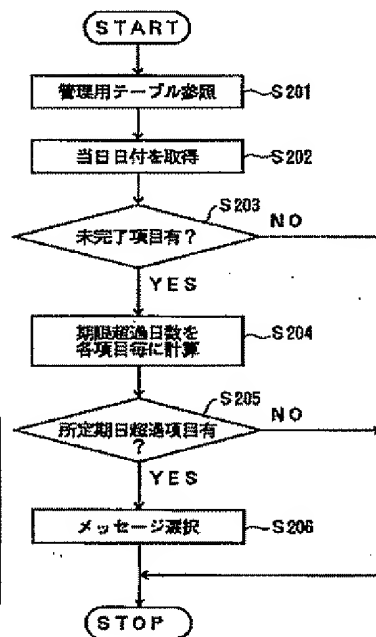 START
管理用テーブル参照 S201
当日日付を取得 S202
S203
未完了項目有? NO
YES
期限超過日数を
各項目毎に計算 S204
S205
所定期日超過項目有
? NO
YES
メッセージ選択 S206
STOP